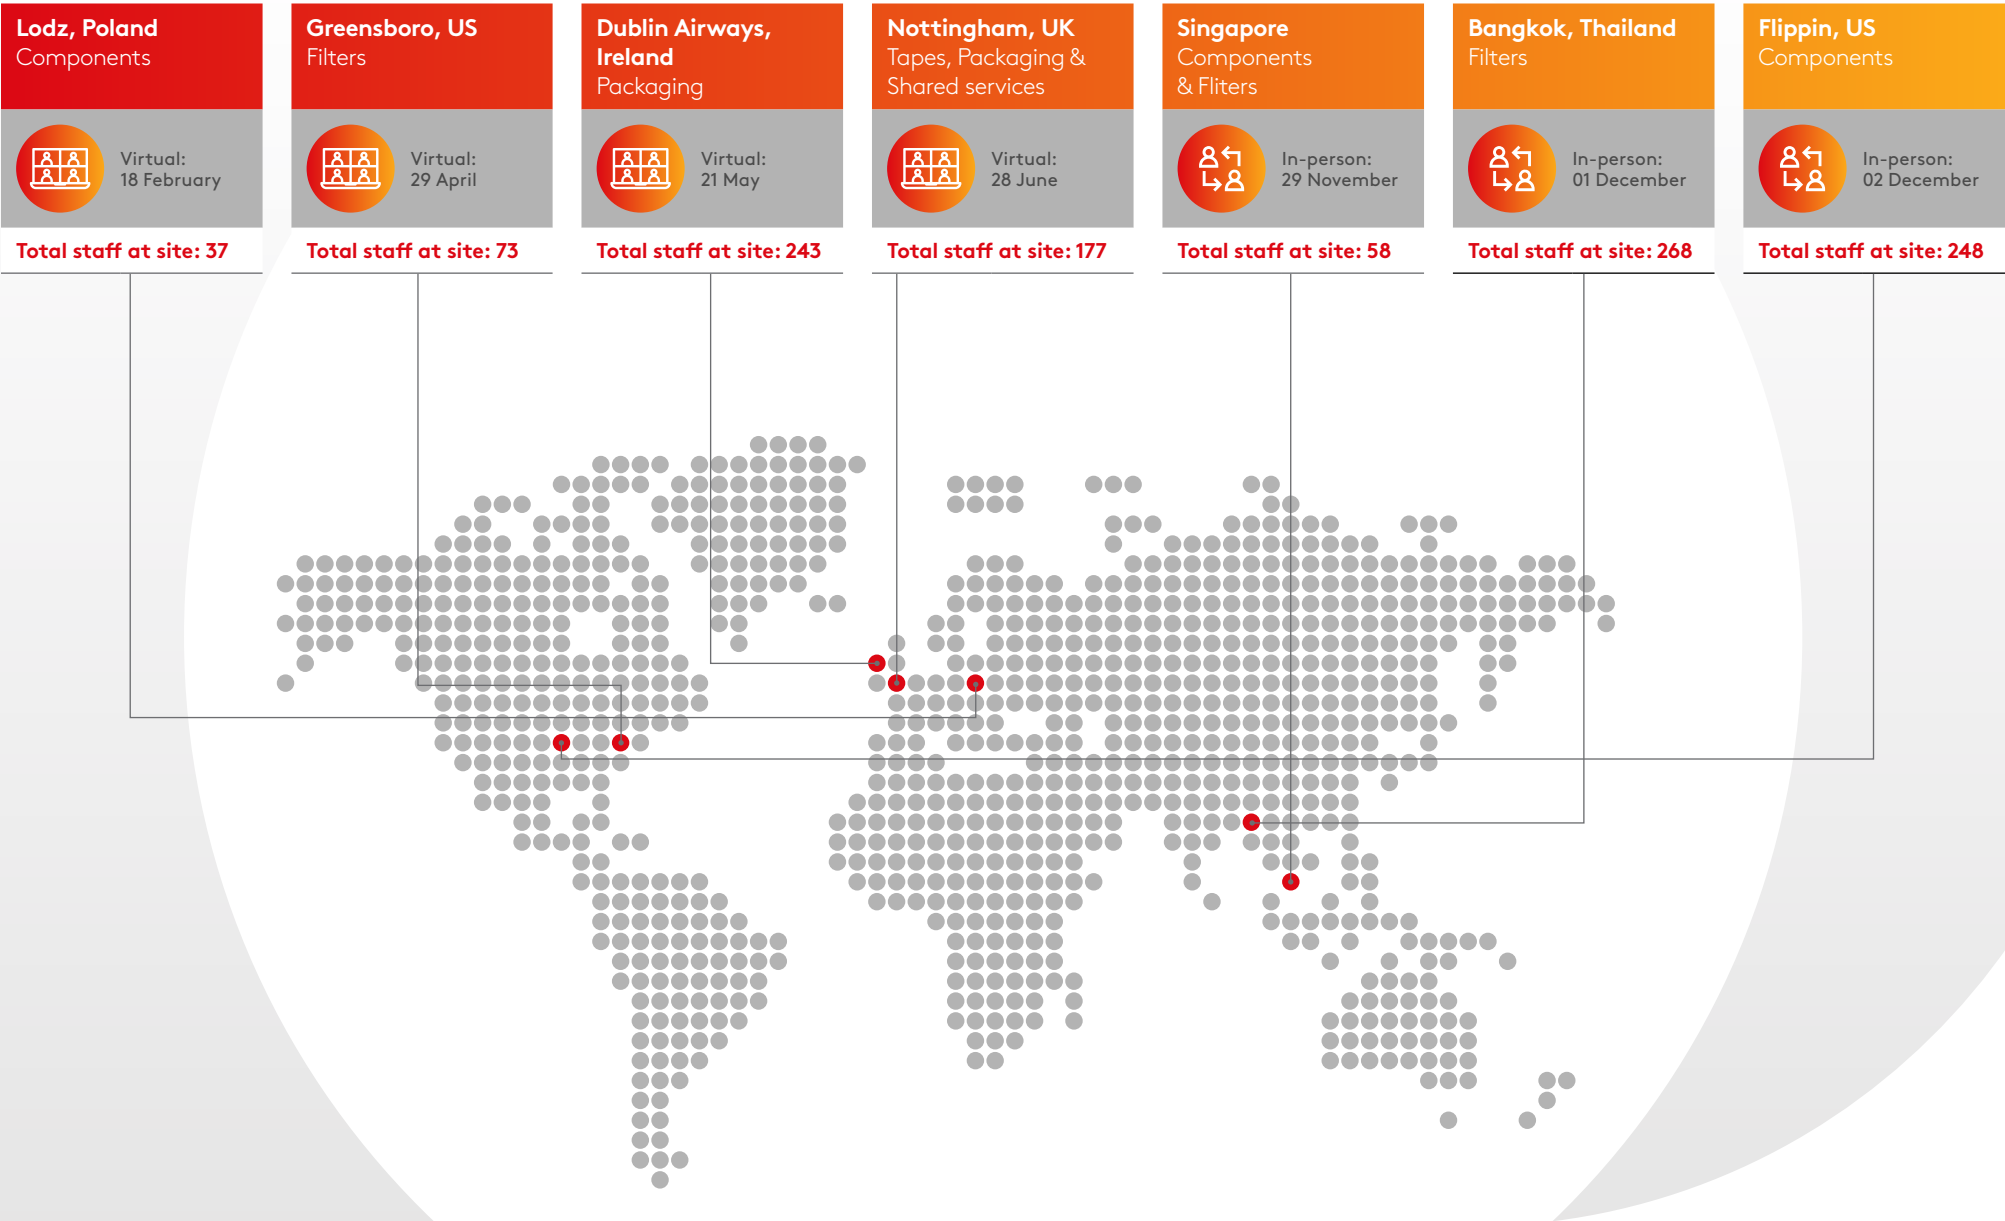 Lodz, Poland
Components
Virtual:
18 February
Total staff at site: 37
Greensboro, US
Filters
Virtual:
29 April
Total staff at site: 73
Dublin Airways,
Ireland
Packaging
Virtual:
21 May
Total staff at site: 243
Nottingham, UK
Tapes, Packaging &
Shared services
Virtual:
28 June
Total staff at site: 177
Singapore
Components
& Fliters
In-person:
29 November
Total staff at site: 58
Bangkok, Thailand
Filters
In-person:
01 December
Total staff at site: 268
Flippin, US
Components
In-person:
02 December
Total staff at site: 248